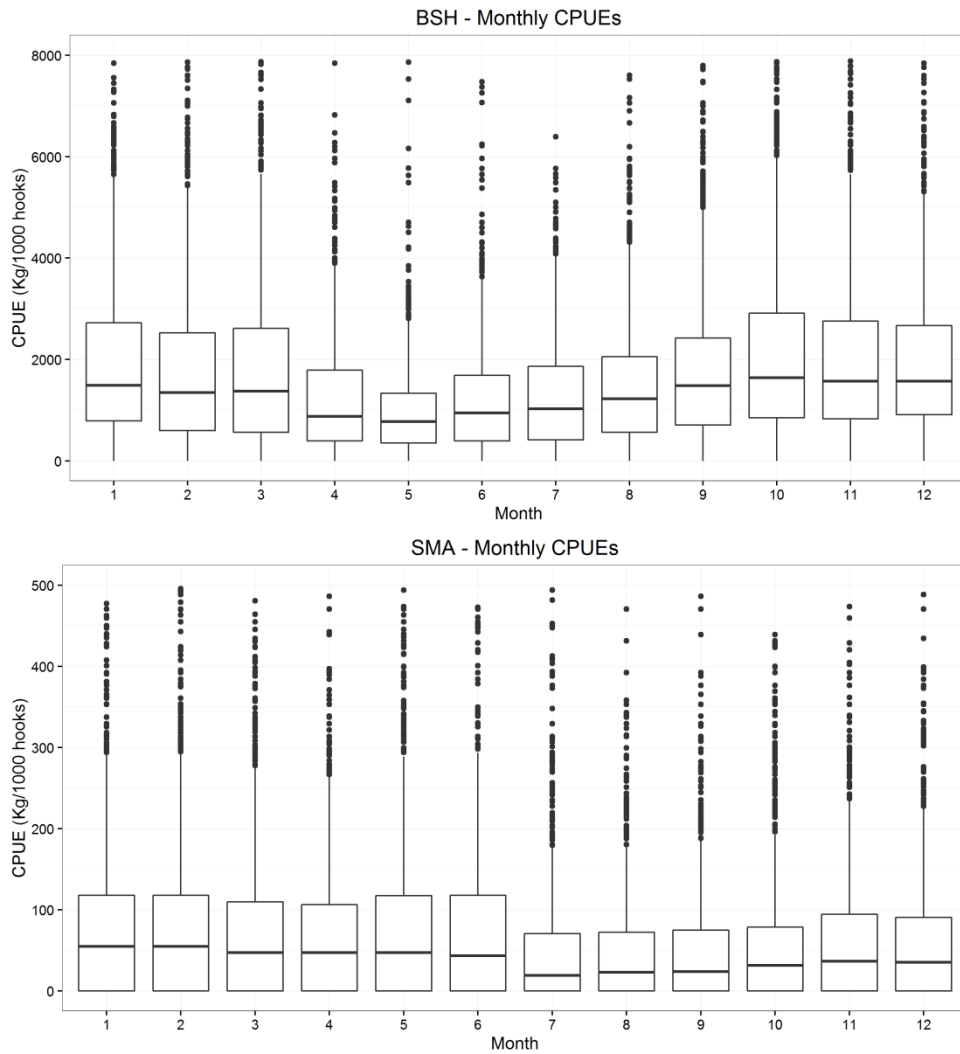 BSH - Monthly CPUEs
CPUE (Kg/1000 hooks)
8000
6000
4000
2000
0
1 2 3 4 5 6 7 8 9 10 11 12
Month
SMA - Monthly CPUEs
CPUE (Kg/1000 hooks)
500
400
300
200
100
0
1 2 3 4 5 6 7 8 9 10 11 12
Month